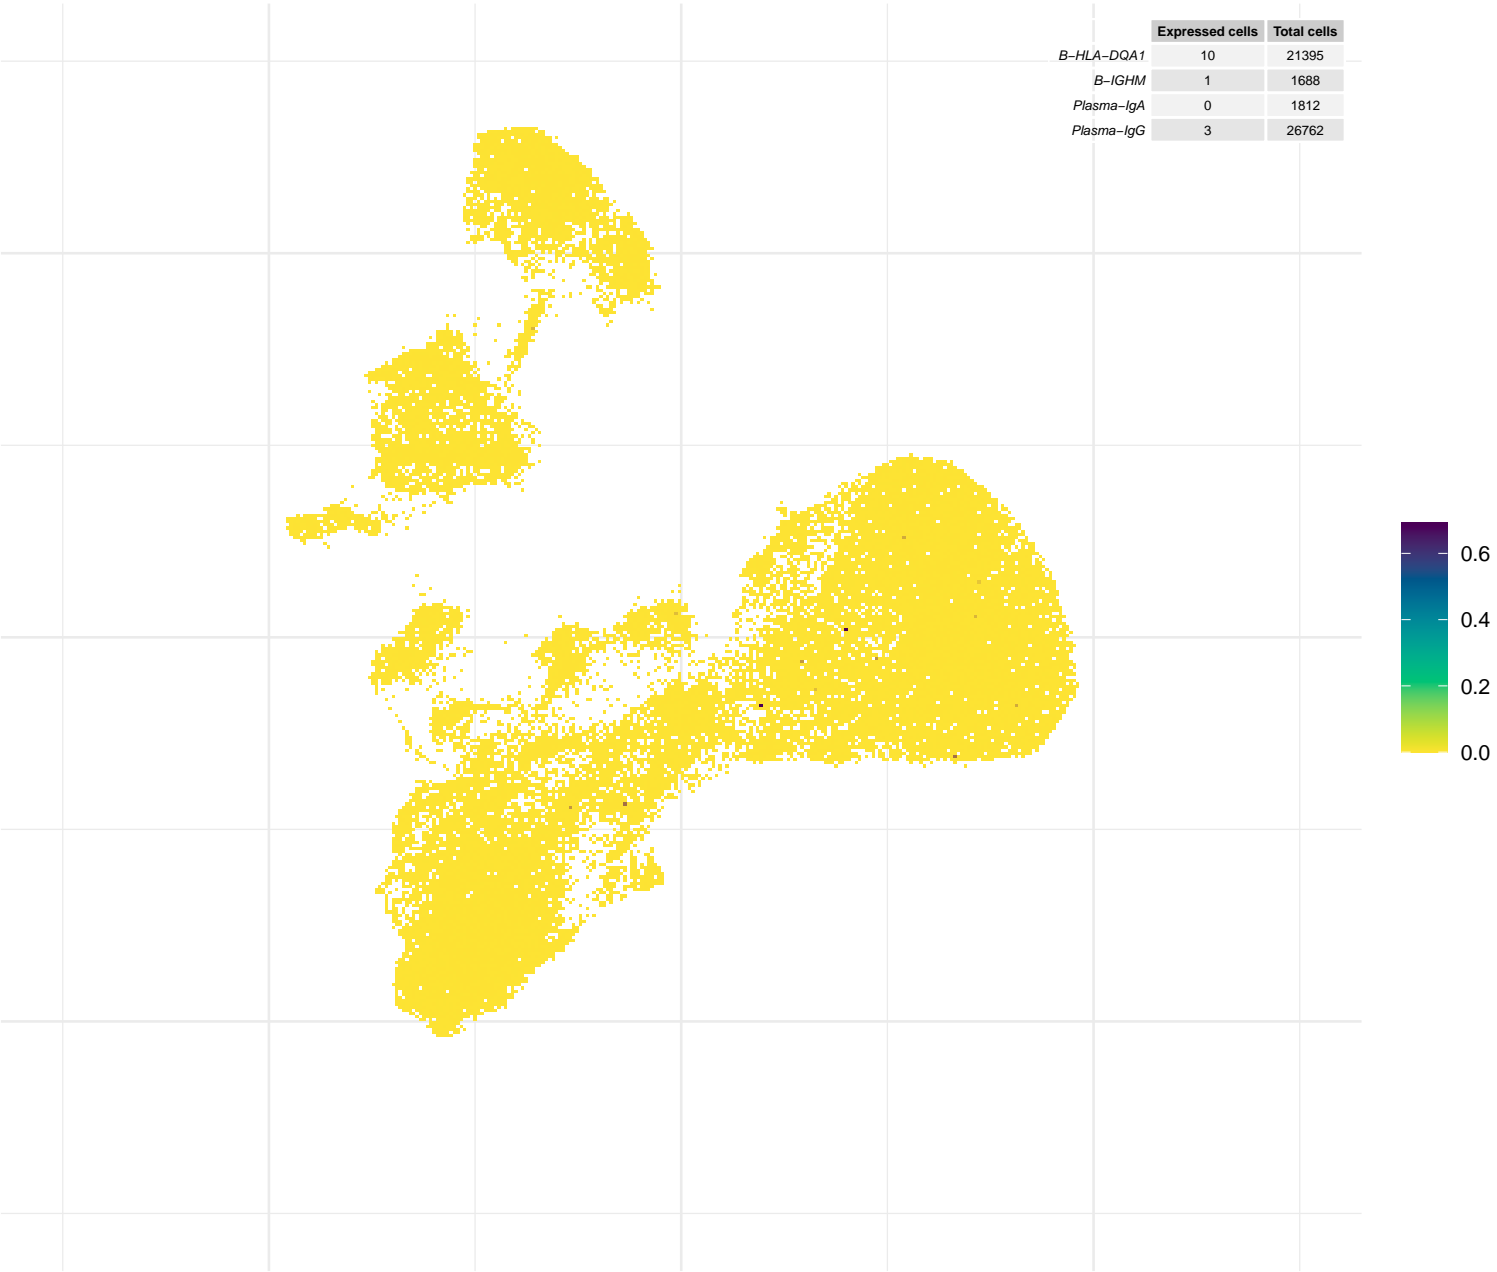 Expressed cells Total cells
B−HLA−DQA1 10 21395
B−IGHM 1 1688
Plasma−IgA 0 1812
Plasma−IgG 3 26762
0.6
0.4
0.2
0.0